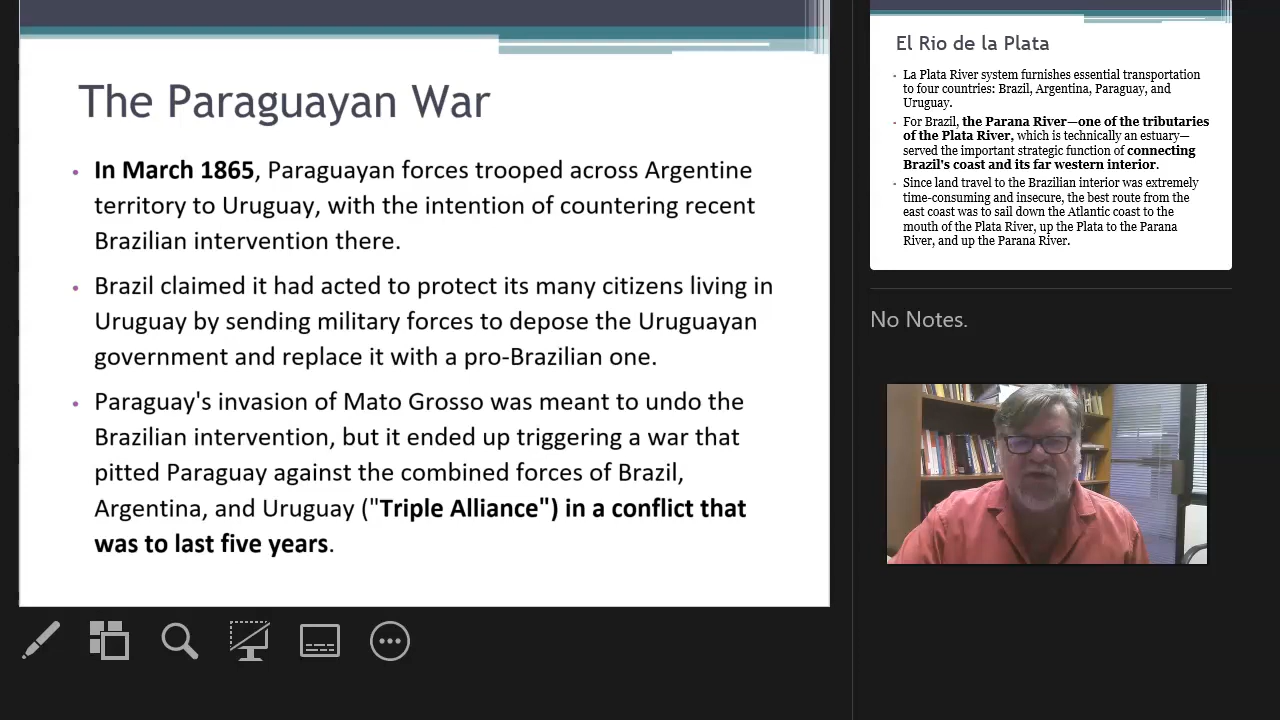 The Paraguayan War
In March 1865, Paraguayan forces trooped across Argentine
territory to Uruguay, with the intention of countering recent
Brazilian intervention there.
Brazil claimed it had acted to protect its many citizens living in
Uruguay by sending military forces to depose the Uruguayan
government and replace it with a pro-Brazilian one.
Paraguay's invasion of Mato Grosso was meant to undo the
Brazilian intervention, but it ended up triggering a war that
pitted Paraguay against the combined forces of Brazil,
Argentina, and Uruguay ("Triple Alliance") in a conflict that
was to last five years.
El Rio de la Plata
La Plata River system furnishes essential transportation
to four countries: Brazil, Argentina, Paraguay, and
Uruguay.
For Brazil, the Parana River—one of the tributaries
of the Plata River, which is technically an estuary—
served the important strategic function of connecting
Brazil's coast and its far western interior.
Since land travel to the Brazilian interior was extremely
time-consuming and insecure, the best route from the
east coast was to sail down the Atlantic coast to the
mouth of the Plata River, up the Plata to the Parana
River, and up the Parana River.
No Notes.